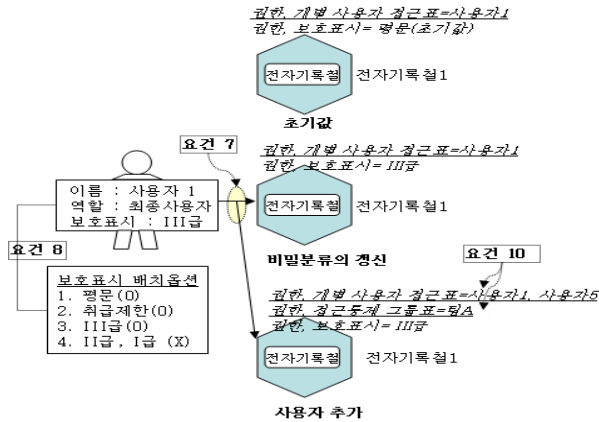 권한, 개별 사용자 접근표=사용자1
권한, 보호표시= 평문(초기값)
전자기록철
전자기록철1
초기값
요건 7
권한, 개별 사용자 접근표=사용자1
권한, 보호표시= III급
이름 : 사용자 1
역할 : 최종사용자
보호표시 : III급
전자기록철
전자기록철1
비밀분류의 갱신
요건 8
요건 10
보호표시 배치옵션
1. 평문(O)
2. 취급제한(O)
3. III급(O)
4. II급, I급 (X)
권한, 개별 사용자 접근표=사용자1, 사용자5
권한, 접근통제 그룹표=팀A
권한, 보호표시= III급
전자기록철
전자기록철1
사용자 추가